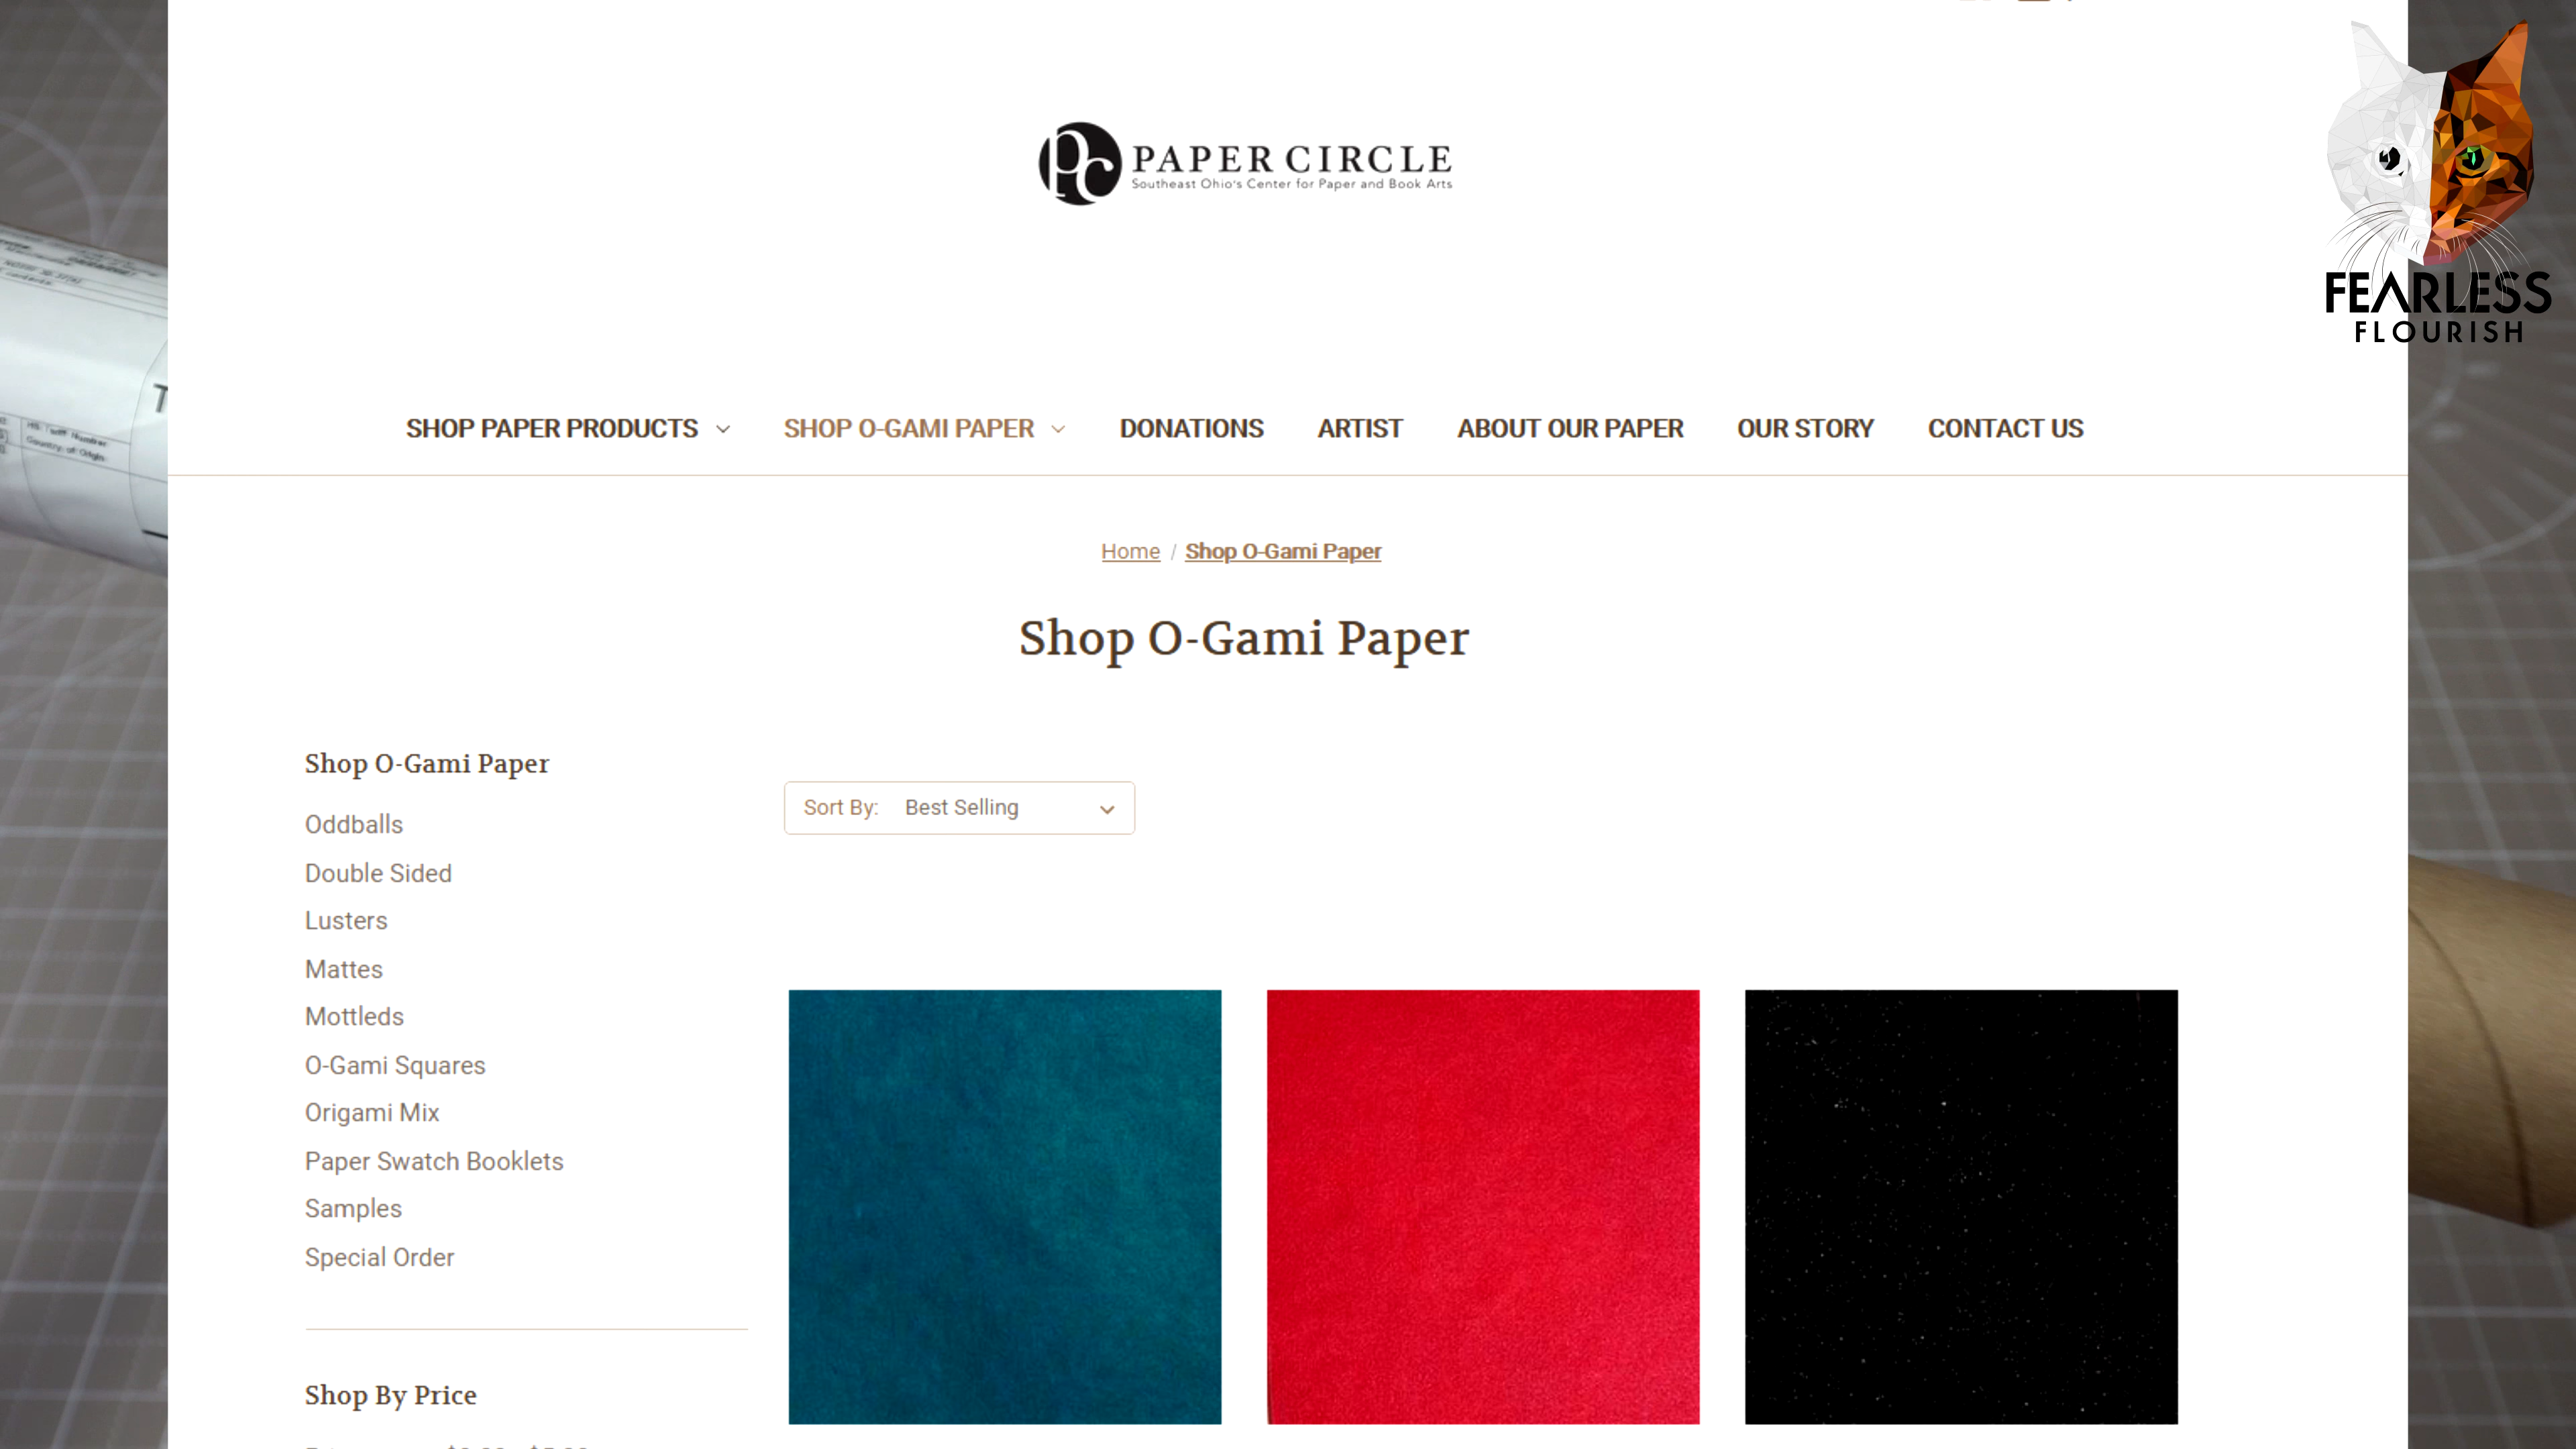 PAPER CIRCLE
Southeast Ohio's Center for Paper and Book Arts
FEARLESS
FLOURISH
SHOP PAPER PRODUCTS
SHOP O-GAMI PAPER
DONATIONS
ARTIST
ABOUT OUR PAPER
OUR STORY
CONTACT US
Home / Shop O-Gami Paper
Shop O-Gami Paper
Shop O-Gami Paper
Oddballs
Double Sided
Lusters
Mattes
Mottleds
O-Gami Squares
Origami Mix
Paper Swatch Booklets
Samples
Special Order
Shop By Price
Sort By: Best Selling
Country of Origin